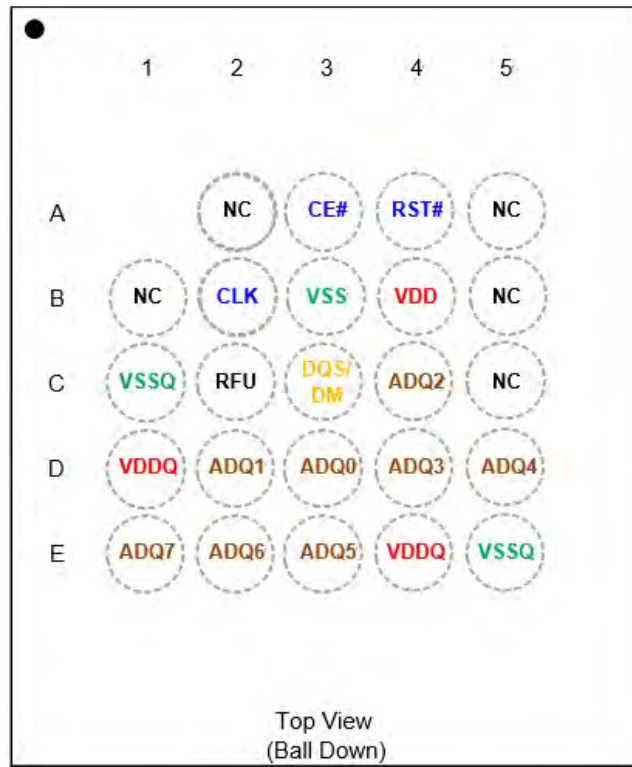 1 2 3 4 5
A NC CE# RST# NC
B NC CLK VSS VDD NC
C VSSQ RFU DQS/ DM ADQ2 NC
D VDDQ ADQ1 ADQ0 ADQ3 ADQ4
E ADQ7 ADQ6 ADQ5 VDDQ VSSQ
Top View
(Ball Down)